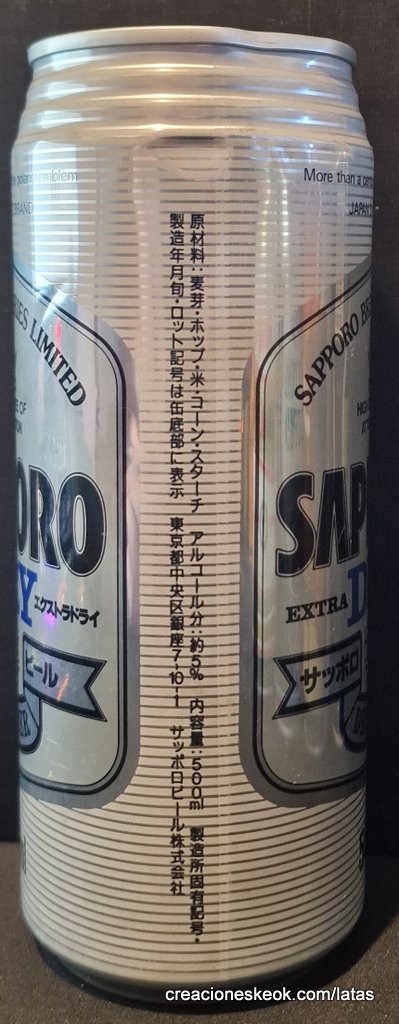 emblem
BRAND
LIMITED
ORO
Y エクストラドライ
ビール
原材料:麦芽・ホップ・米・コーン・スターチ アルコール分:約5% 内容量:500ml 製造所固有記号・
製造年月旬・ロット記号は缶底部に表示 東京都中央区銀座7-10-1 サッポロビール株式会社
More than a
JAPAN
SAPPORO
SAP
EXTRA D
サッポロ
creacioneskeok.com/latas